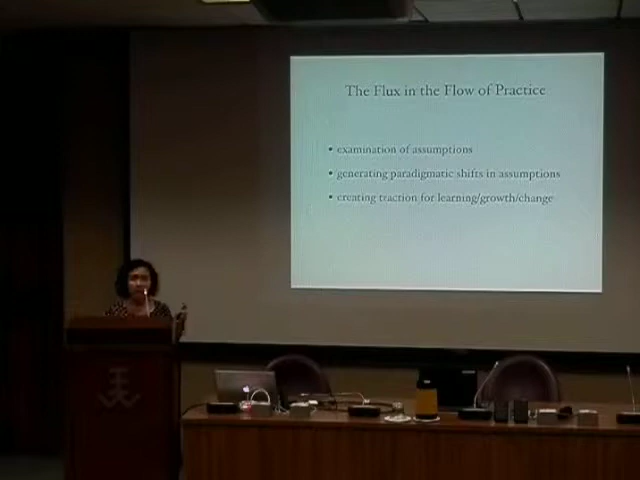 The Flux in the Flow of Practice
• examination of assumptions
• generating paradigmatic shifts in assumptions
• creating traction for learning/growth/change